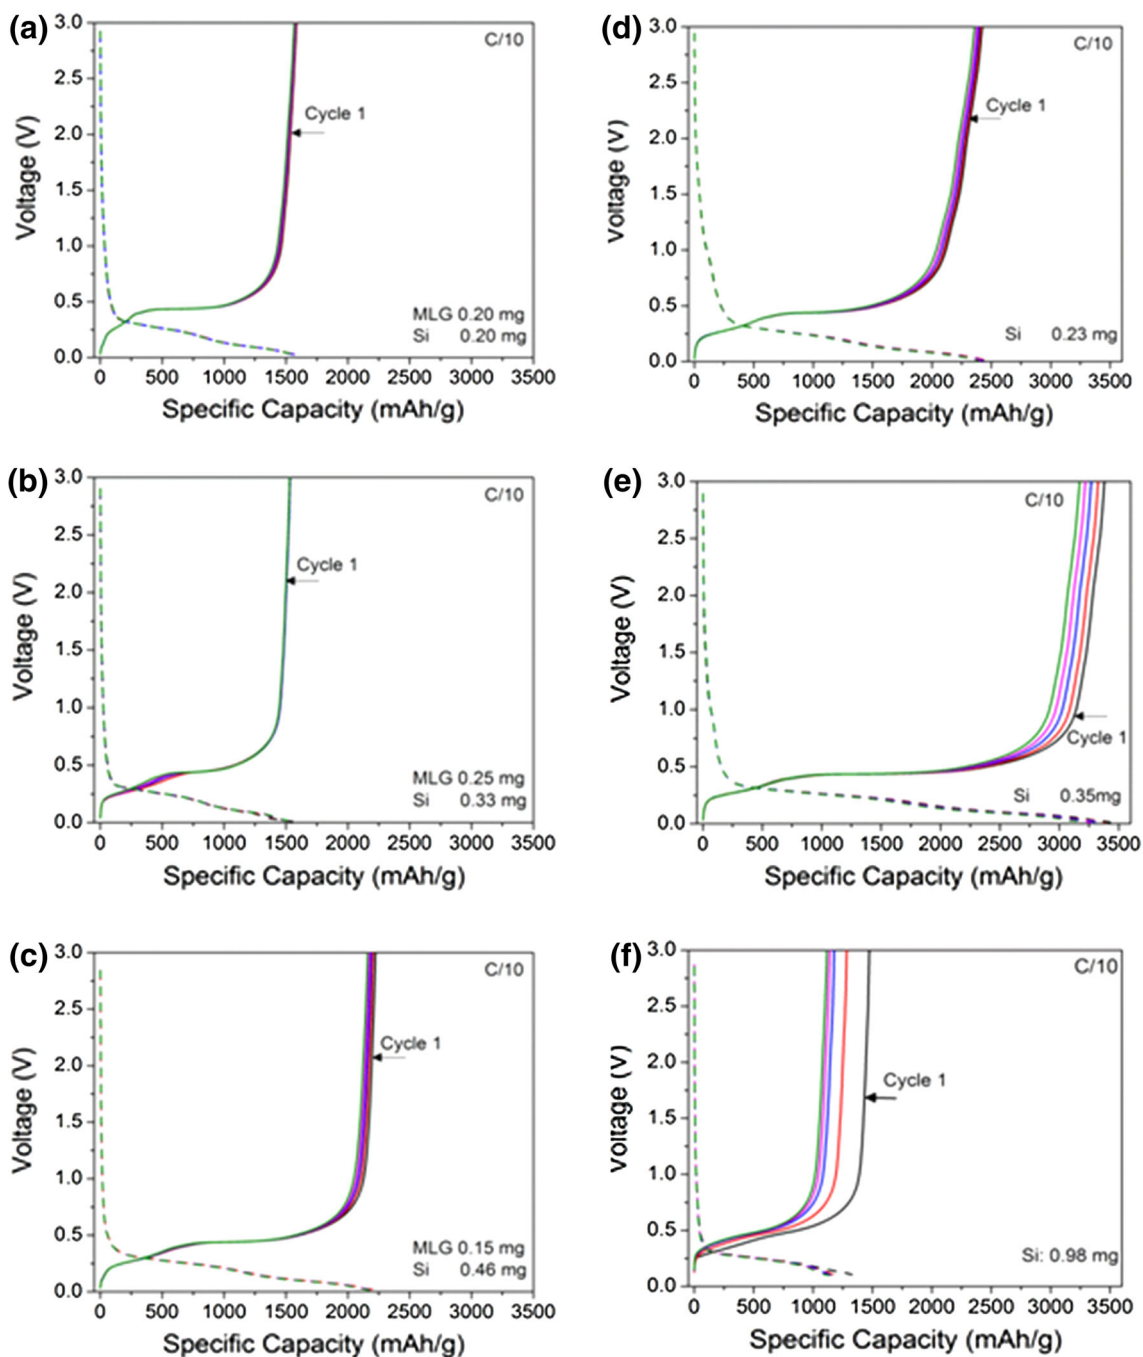 (a)
3.0
2.5
2.0
1.5
1.0
0.5
0.0
Voltage (V)
C/10
Cycle 1
MLG 0.20 mg
Si 0.20 mg
0 500 1000 1500 2000 2500 3000 3500
Specific Capacity (mAh/g)
(d)
3.0
2.5
2.0
1.5
1.0
0.5
0.0
Voltage (V)
C/10
Cycle 1
Si 0.23 mg
0 500 1000 1500 2000 2500 3000 3500
Specific Capacity (mAh/g)
(b)
3.0
2.5
2.0
1.5
1.0
0.5
0.0
Voltage (V)
C/10
Cycle 1
MLG 0.25 mg
Si 0.33 mg
0 500 1000 1500 2000 2500 3000 3500
Specific Capacity (mAh/g)
(e)
3.0
2.5
2.0
1.5
1.0
0.5
0.0
Voltage (V)
C/10
Cycle 1
Si 0.35mg
0 500 1000 1500 2000 2500 3000 3500
Specific Capacity (mAh/g)
(c)
3.0
2.5
2.0
1.5
1.0
0.5
0.0
Voltage (V)
C/10
Cycle 1
MLG 0.15 mg
Si 0.46 mg
0 500 1000 1500 2000 2500 3000 3500
Specific Capacity (mAh/g)
(f)
3.0
2.5
2.0
1.5
1.0
0.5
0.0
Voltage (V)
C/10
Cycle 1
Si: 0.98 mg
0 500 1000 1500 2000 2500 3000 3500
Specific Capacity (mAh/g)